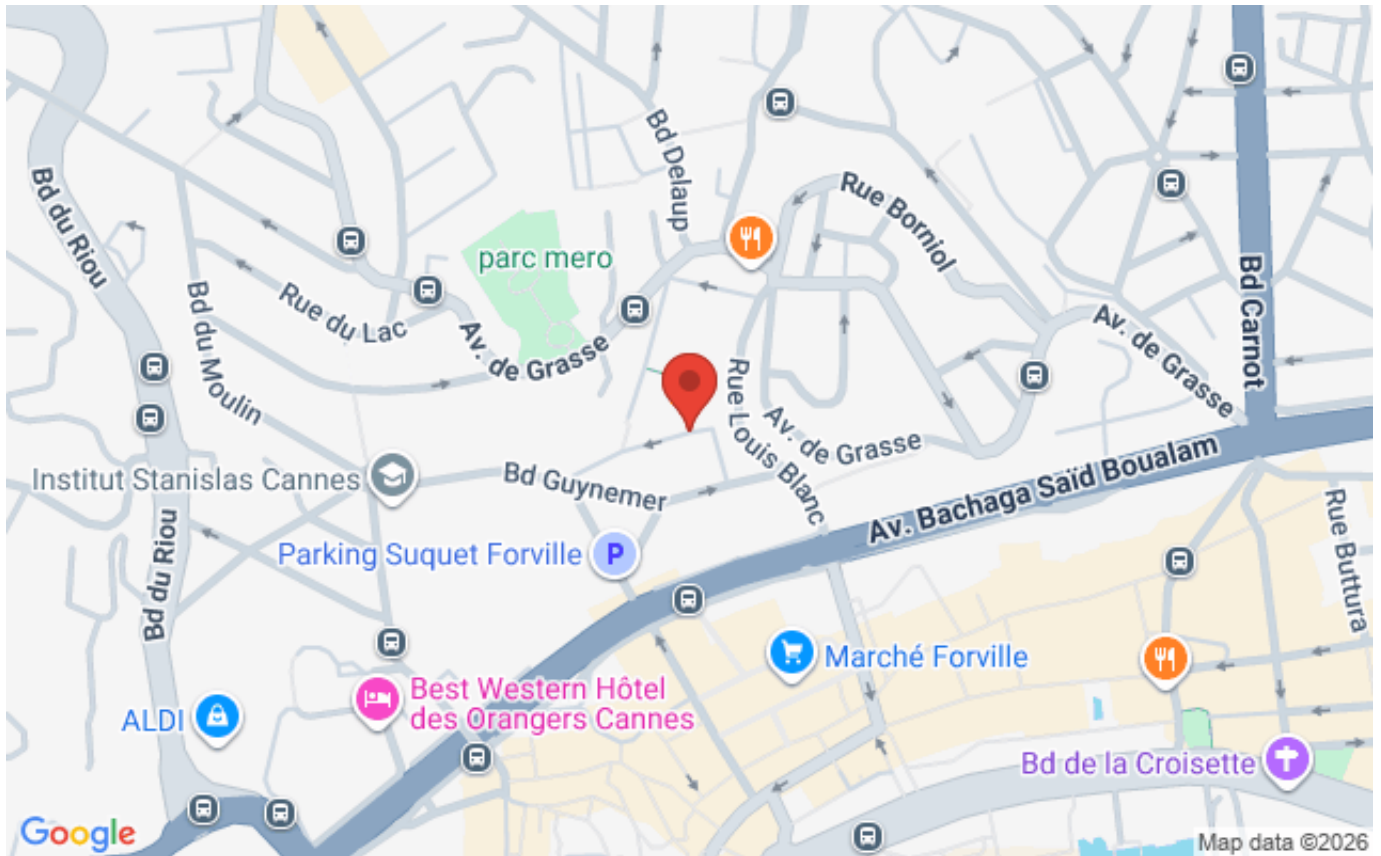 Bd Delaup
Bd du Riou
Rue Borniol
parc mero
Bd Carnot
Rue du Lac
Bd du Moulin
Av. de Grasse
Av. de Grasse
Rue Louis Blanc
Av. de Grasse
Av. Bachaga Saïd Boualam
Institut Stanislas Cannes
Bd Guynemer
Rue Buttura
Bd du Riou
Parking Suquet Forville
P
Marché Forville
Best Western Hôtel
des Orangers Cannes
ALDI
Bd de la Croisette
Google
Map data ©2026